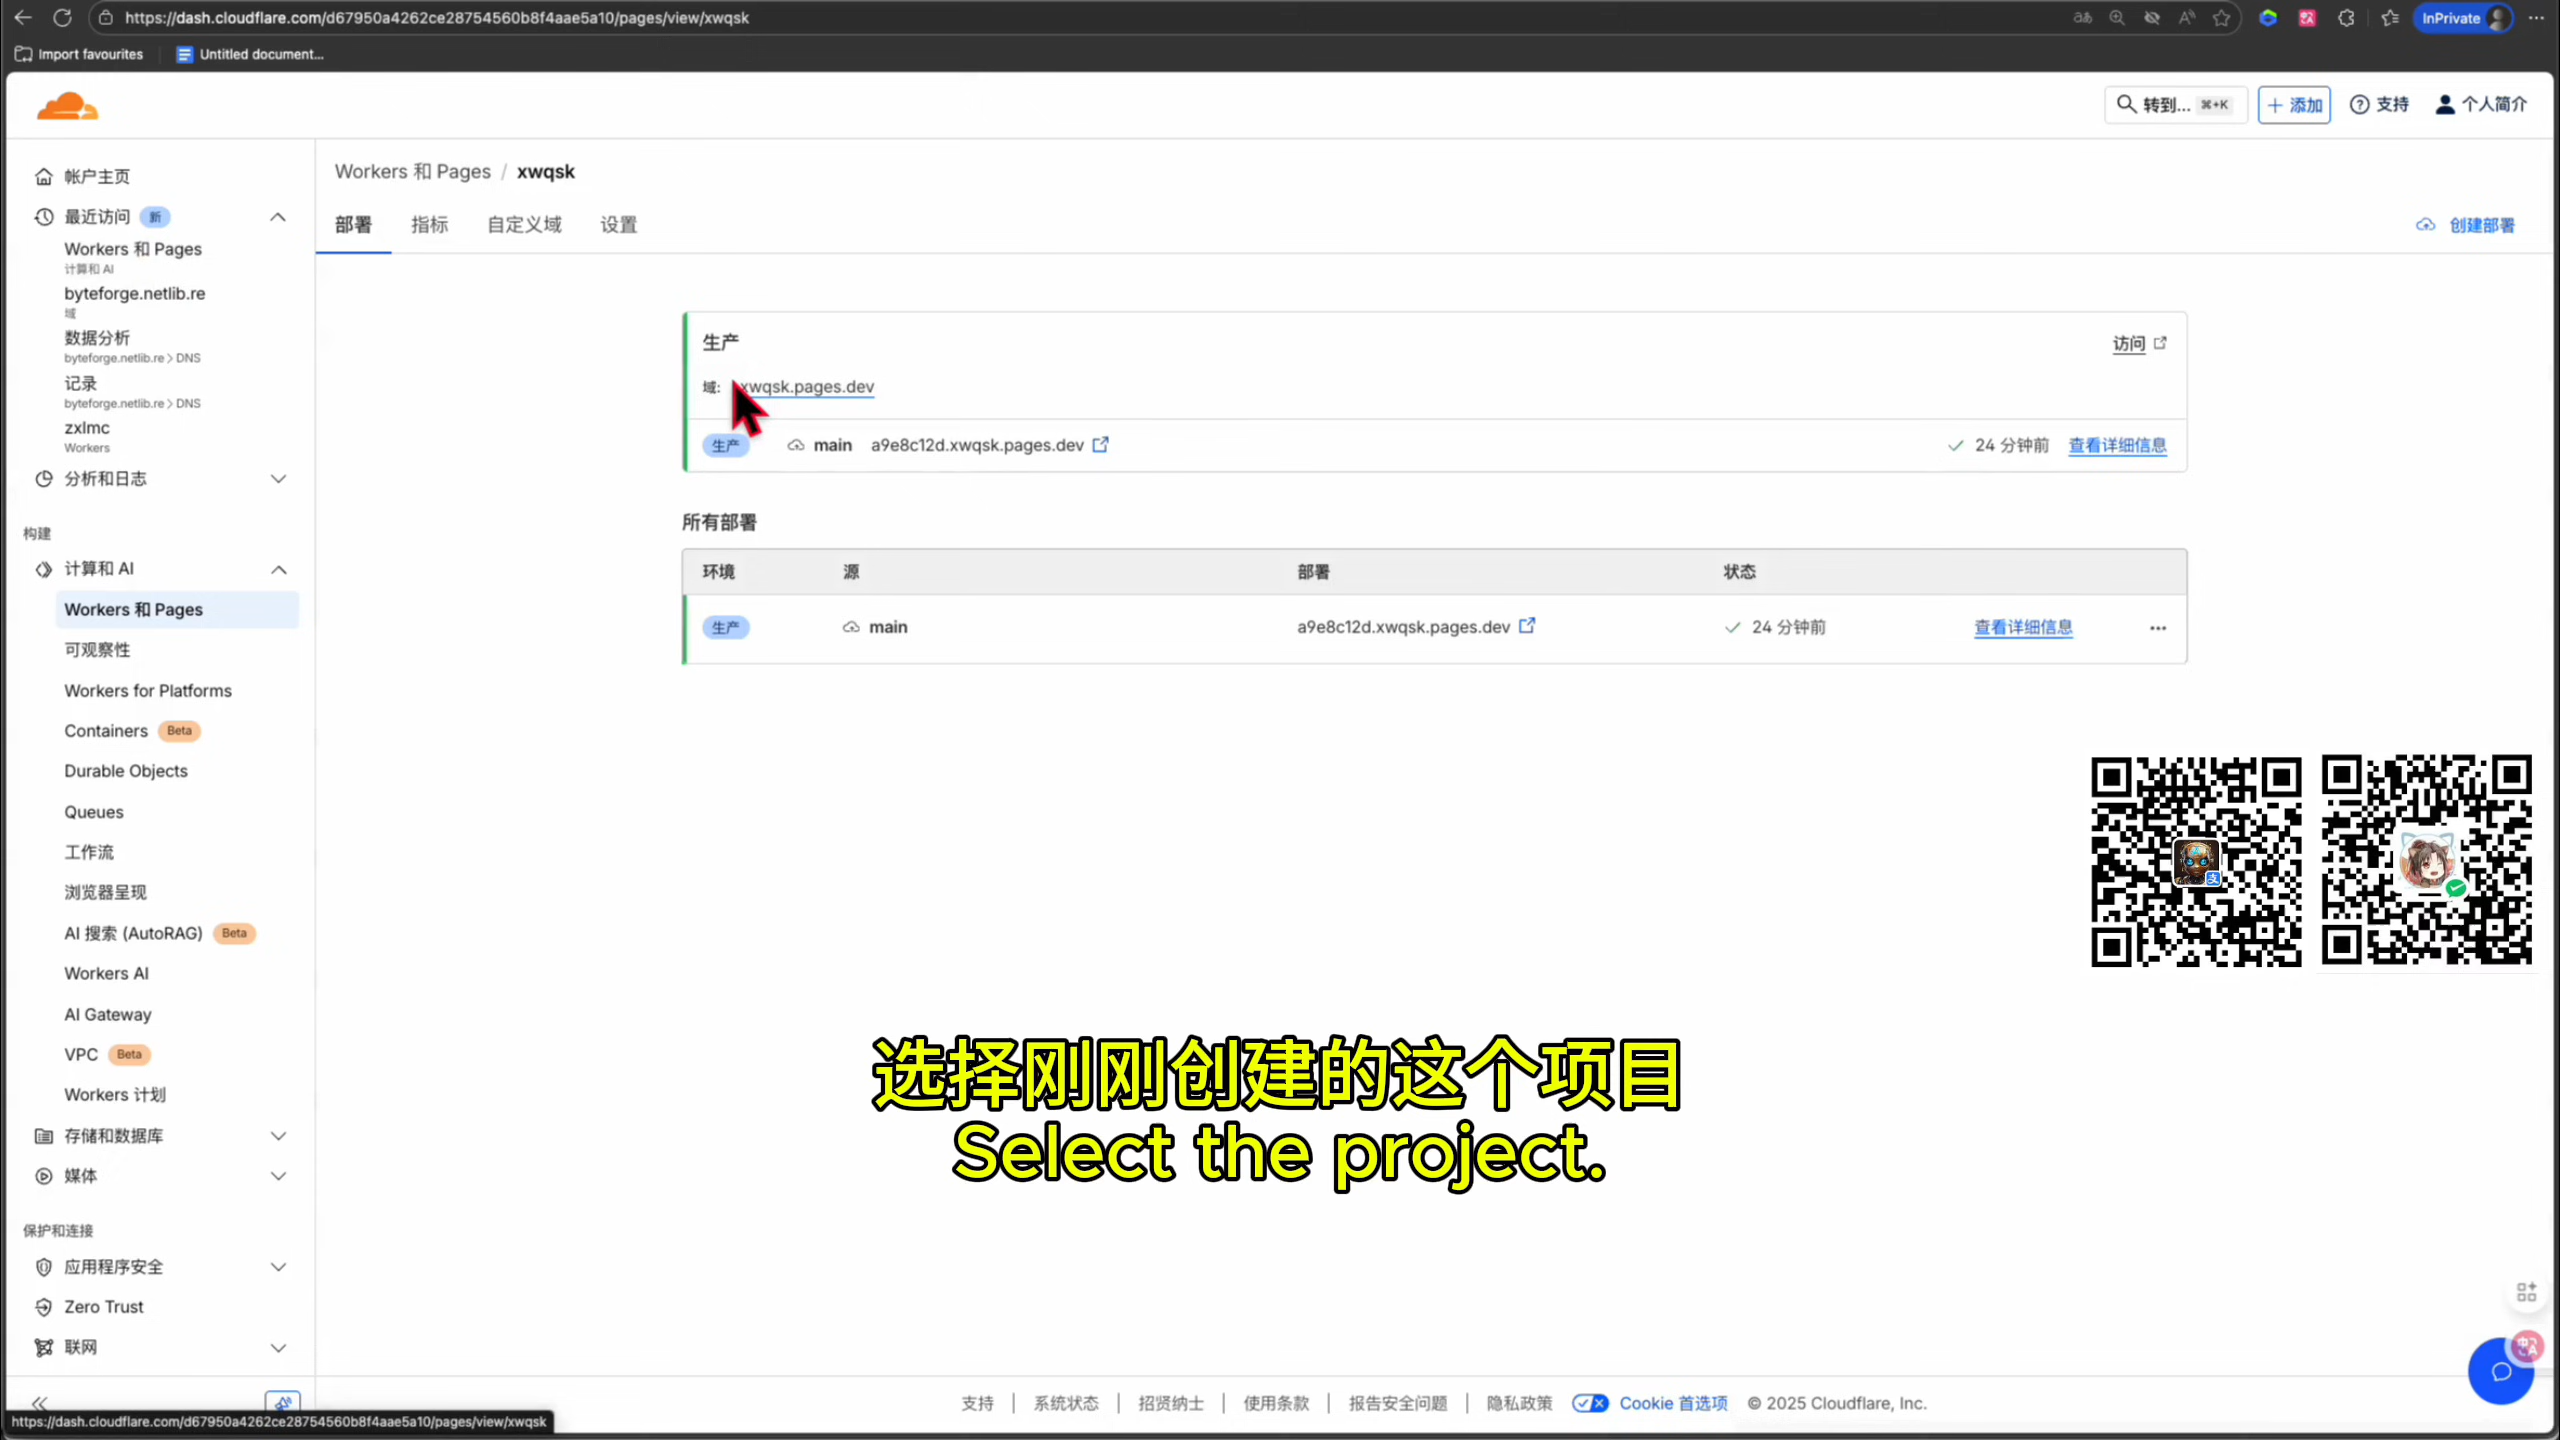 https://dash.cloudflare.com/d67950a4262ce28754560b8f4aae5a10/pages/view/xwqsk
InPrivate
Import favourites
Untitled document...
转到... ⌘+K
添加
支持
个人简介
帐户主页
最近访问 新
Workers 和 Pages
计算和 AI
byteforge.netlib.re
域
数据分析
byteforge.netlib.re > DNS
记录
byteforge.netlib.re > DNS
zxlmc
Workers
分析和日志
构建
计算和 AI
Workers 和 Pages
可观察性
Workers for Platforms
Containers Beta
Durable Objects
Queues
工作流
浏览器呈现
AI 搜索 (AutoRAG) Beta
Workers AI
AI Gateway
VPC Beta
Workers 计划
存储和数据库
媒体
保护和连接
应用程序安全
Zero Trust
联网
Workers 和 Pages / xwqsk
部署 指标 自定义域 设置
创建部署
生产
访问
域: xwqsk.pages.dev
生产 main a9e8c12d.xwqsk.pages.dev 24 分钟前 查看详细信息
所有部署
环境 源 部署 状态
生产 main a9e8c12d.xwqsk.pages.dev 24 分钟前 查看详细信息 ...
选择刚刚创建的这个项目
Select the project.
支持 | 系统状态 | 招贤纳士 | 使用条款 | 报告安全问题 | 隐私政策 Cookie 首选项 © 2025 Cloudflare, Inc.
https://dash.cloudflare.com/d67950a4262ce28754560b8f4aae5a10/pages/view/xwqsk